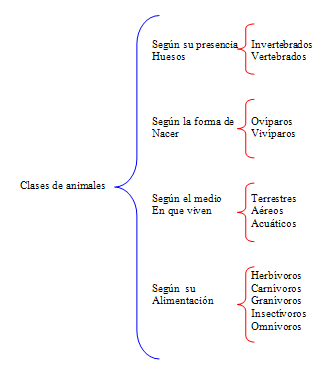 Según su presencia
Huesos
Invertebrados
Vertebrados
Según la forma de
Nacer
Ovíparos
Vivíparos
Clases de animales
Según el medio
En que viven
Terrestres
Aéreos
Acuáticos
Según su
Alimentación
Herbívoros
Carnívoros
Granívoros
Insectívoros
Omnívoros